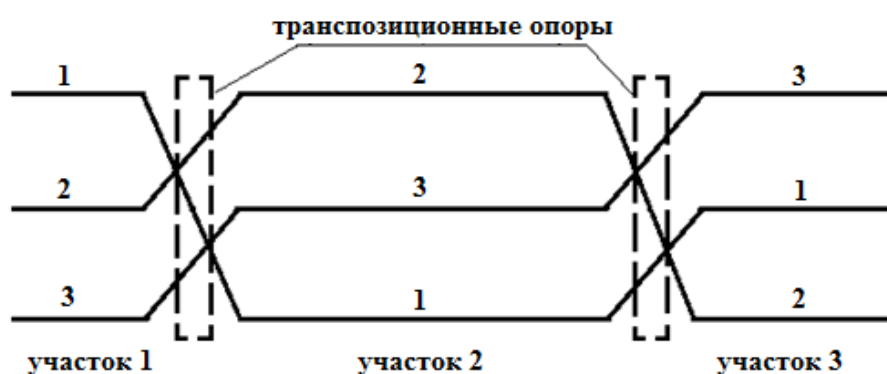 транспозиционные опоры
1 2 3
2 3 1
3 1 2
участок 1 участок 2 участок 3